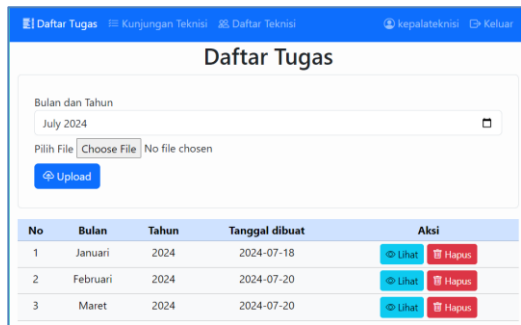 Daftar Tugas Kunjungan Teknisi Daftar Teknisi kepalateknisi Keluar
Daftar Tugas
Bulan dan Tahun
July 2024
Pilih File Choose File No file chosen
Upload
No Bulan Tahun Tanggal dibuat Aksi
1 Januari 2024 2024-07-18 Lihat Hapus
2 Februari 2024 2024-07-20 Lihat Hapus
3 Maret 2024 2024-07-20 Lihat Hapus